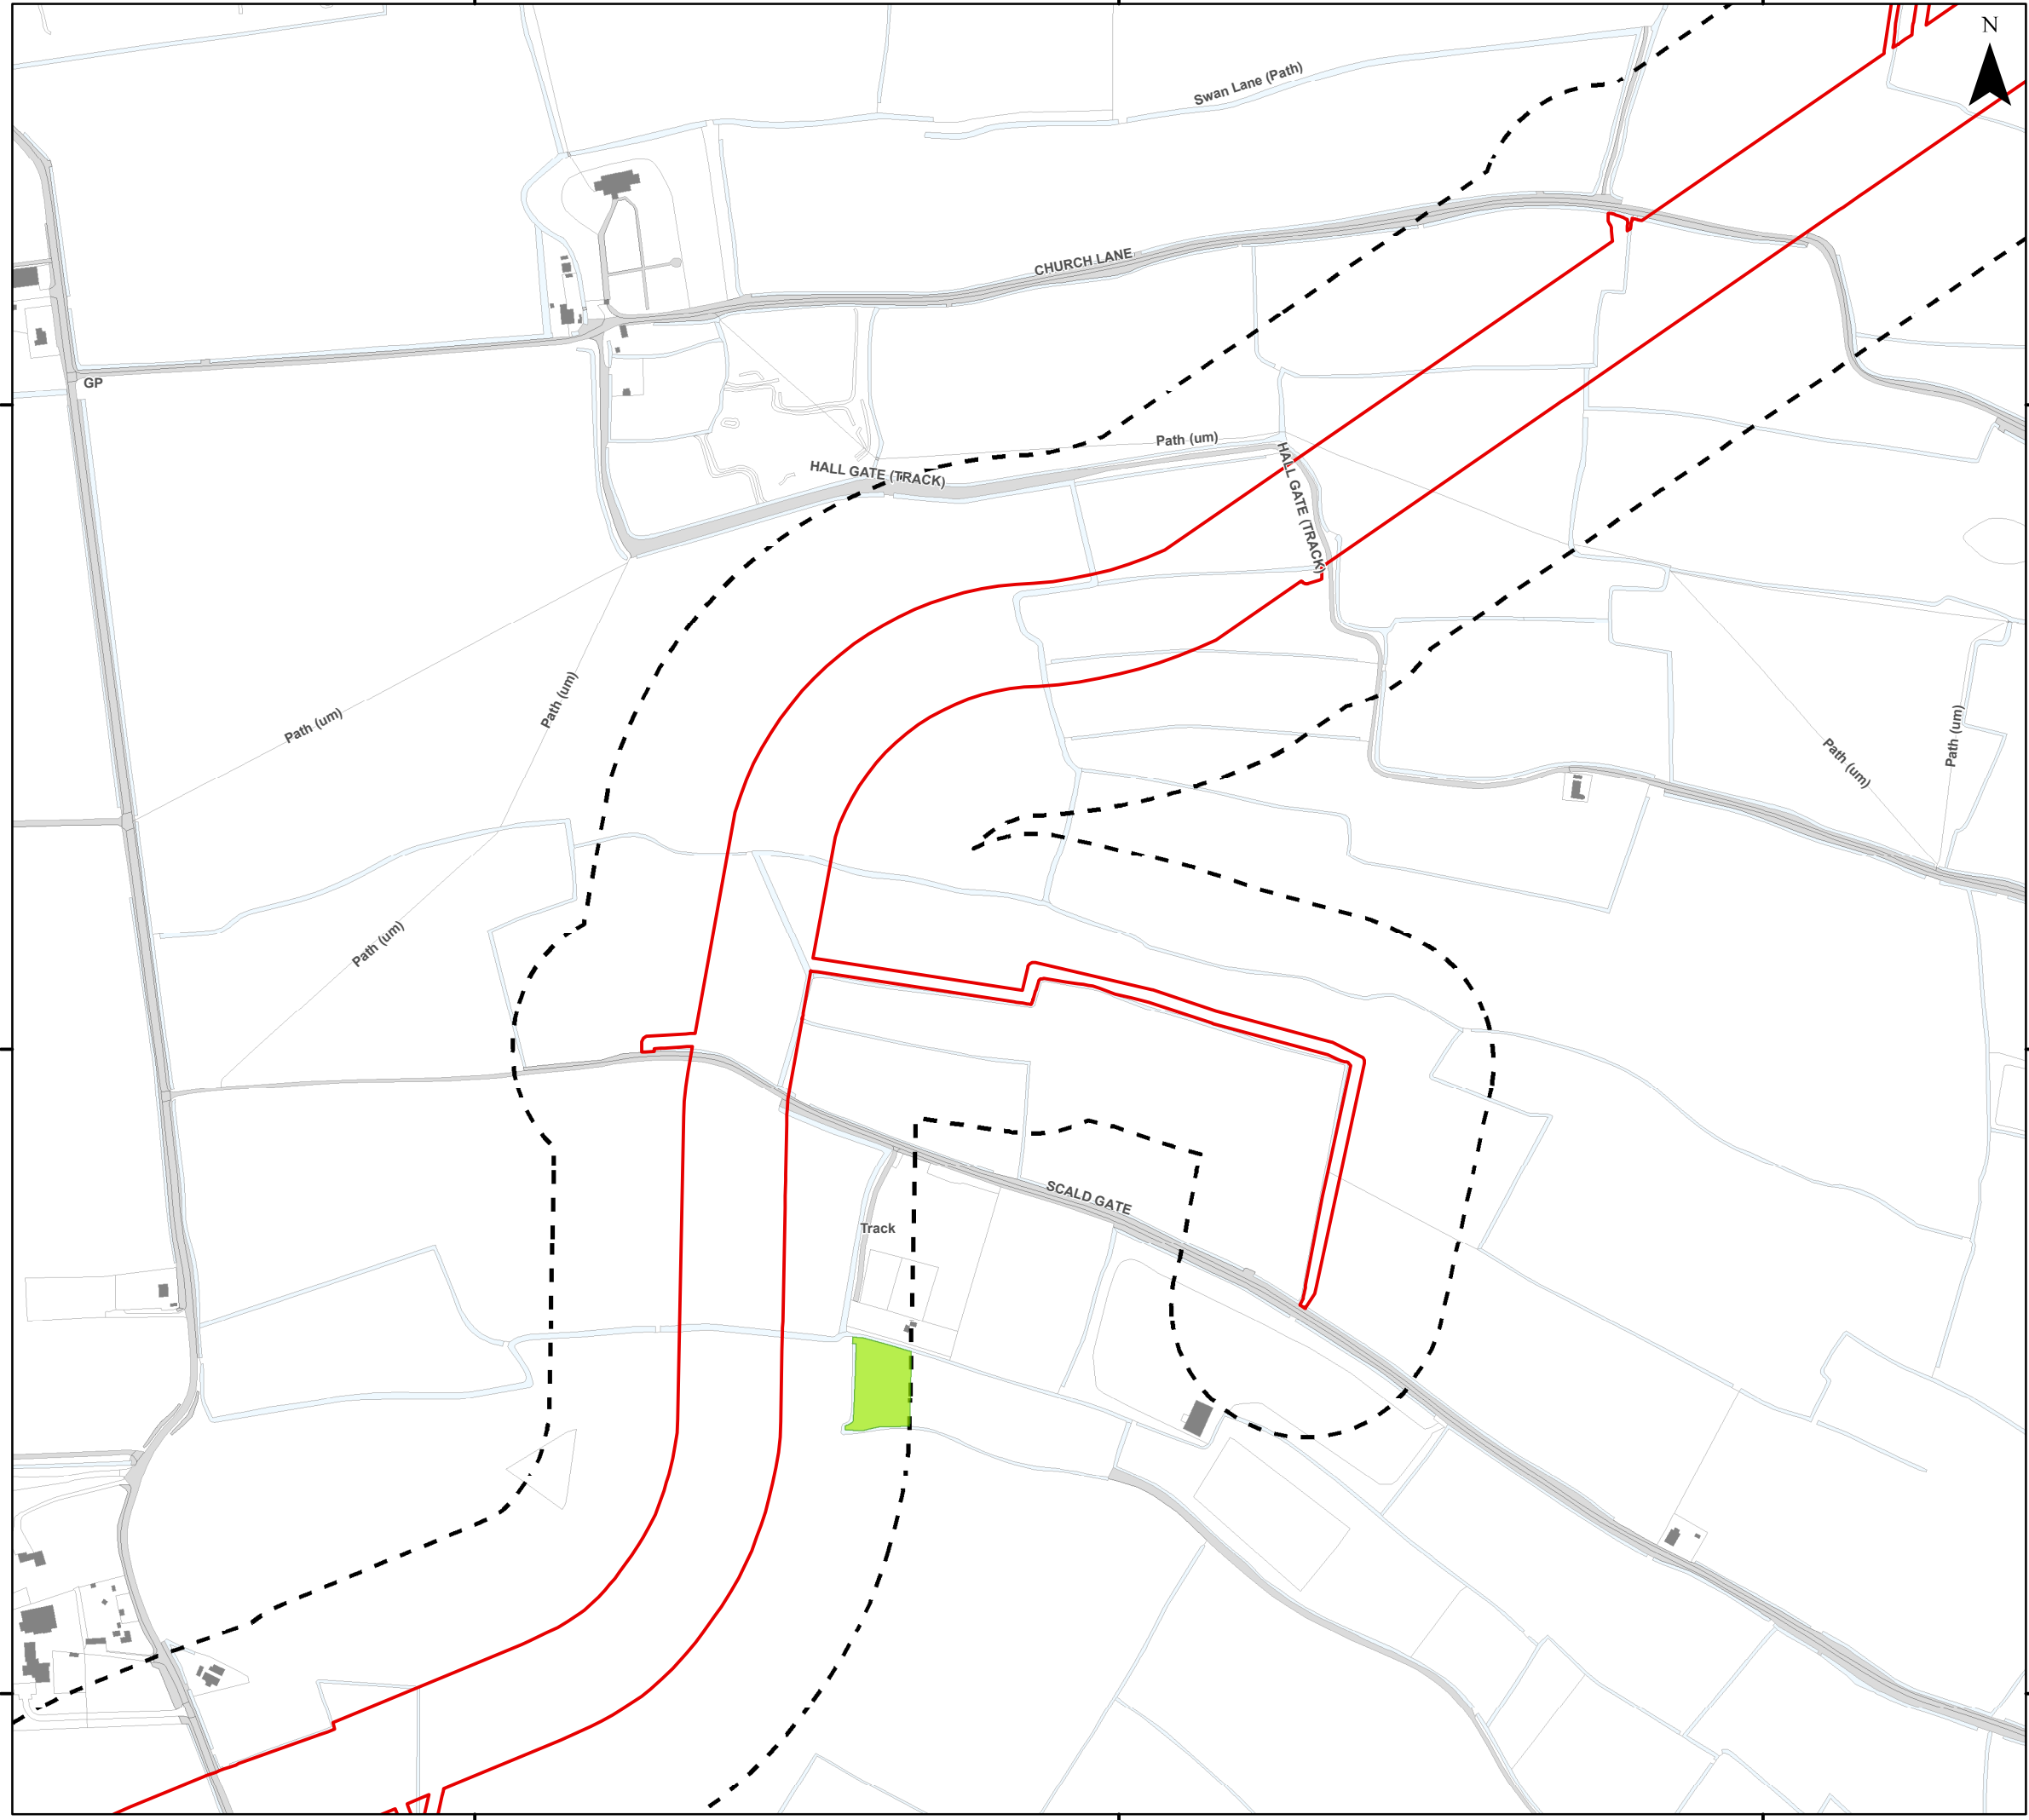 N
Swan Lane (Path)
CHURCH LANE
GP
Path (um)
HALL GATE (TRACK)
HALL GATE (TRACK)
Path (um)
Path (um)
Path (um)
Path (um)
Path (um)
SCALD GATE
Track